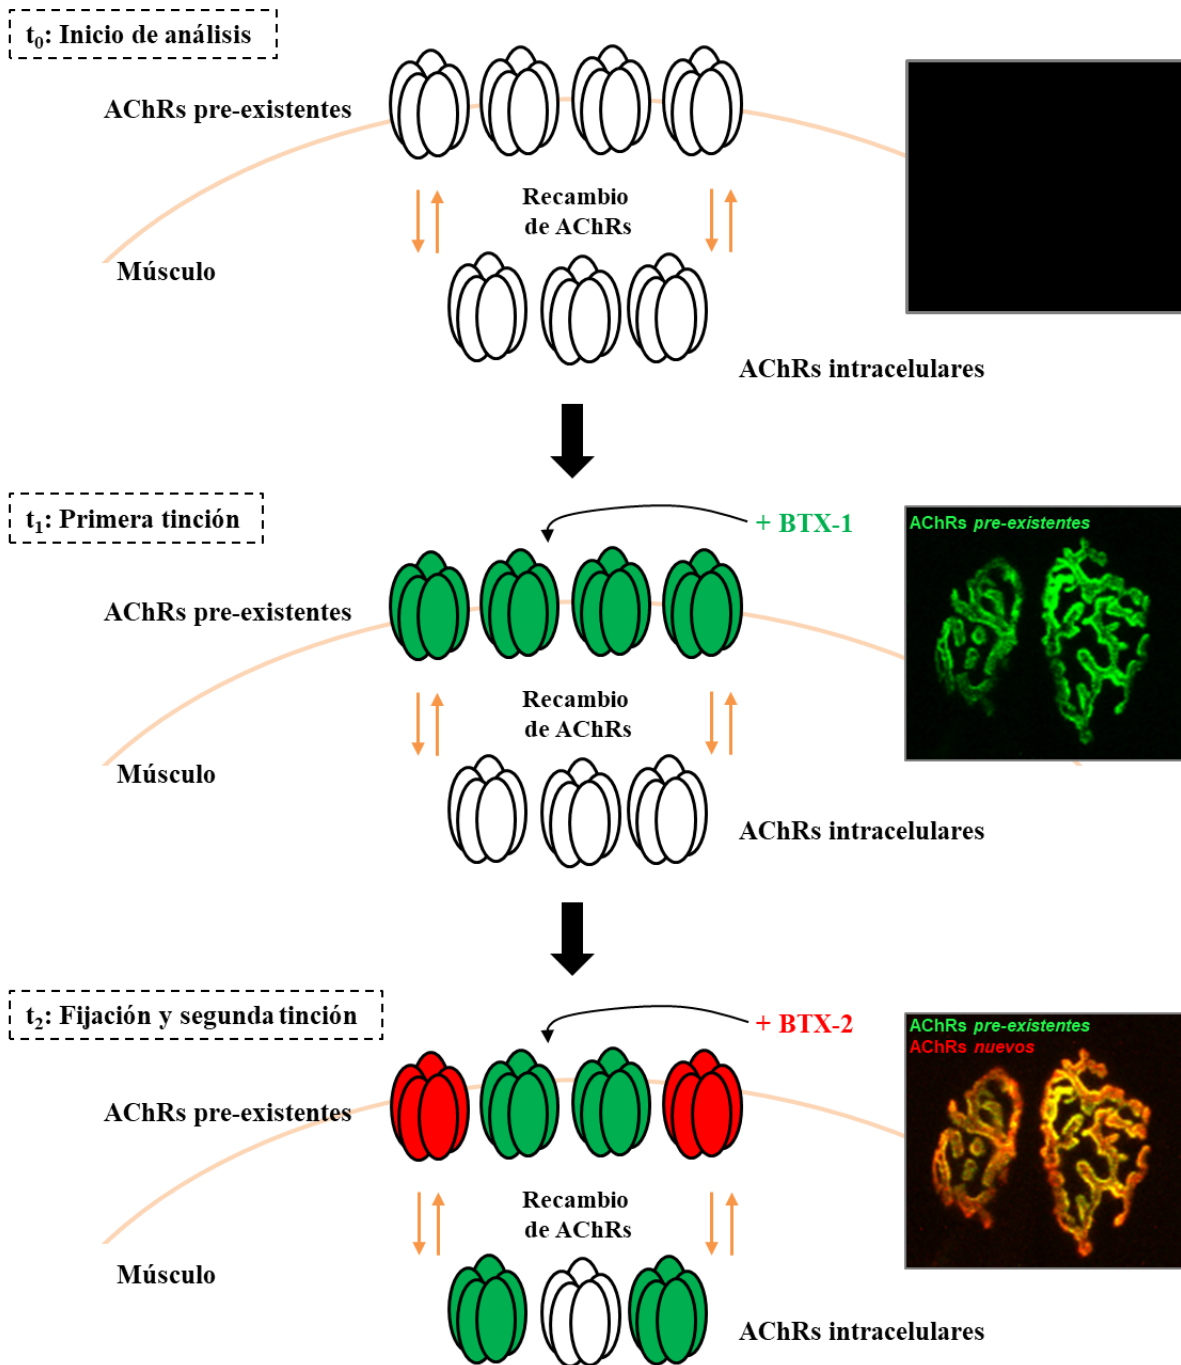 t₀: Inicio de análisis
AChRs pre-existentes
Recambio
de AChRs
Músculo
AChRs intracelulares
t₁: Primera tinción
+ BTX-1
AChRs pre-existentes
AChRs pre-existentes
Recambio
de AChRs
Músculo
AChRs intracelulares
t₂: Fijación y segunda tinción
+ BTX-2
AChRs pre-existentes
AChRs nuevos
AChRs pre-existentes
Recambio
de AChRs
Músculo
AChRs intracelulares